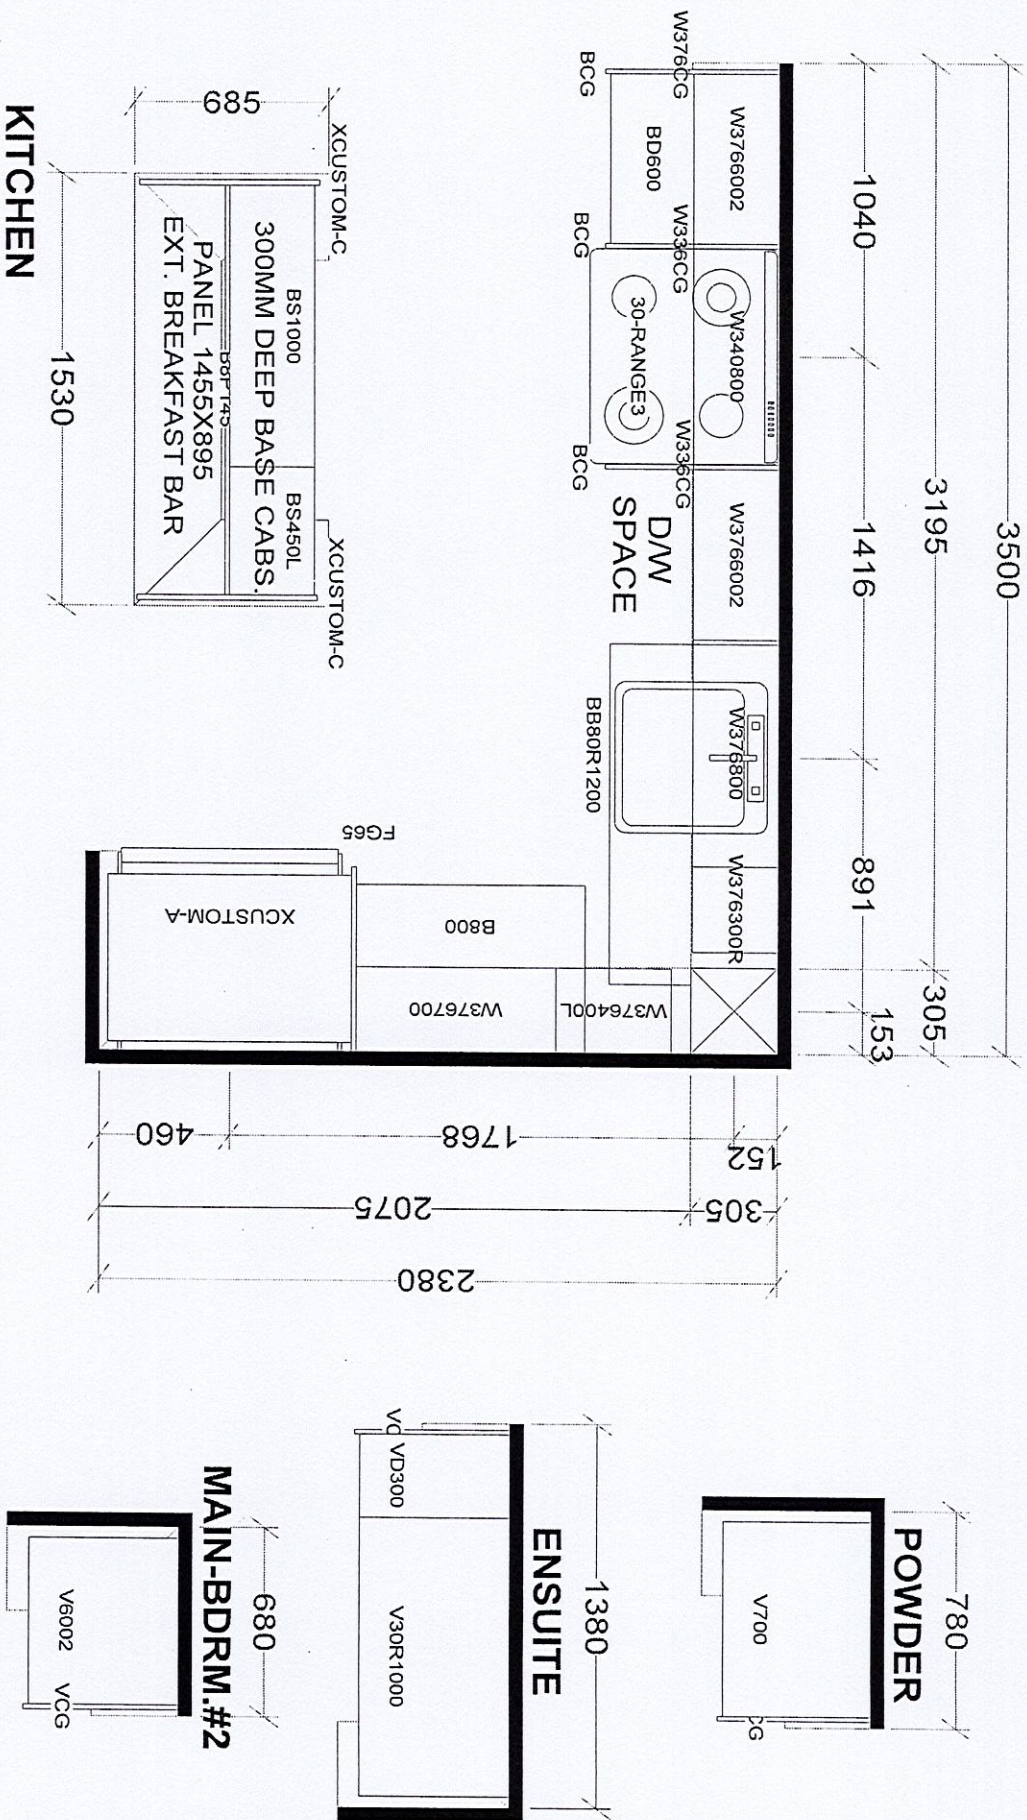 3500
3195
305
1040
1416
891
153
W376CG
W3766002
W340800
W3766002
W376800
W376300R
BCG
BD600
W336CG
BCG
30-RANGE3
W336CG
BCG
D/W
SPACE
BB80R1200
W376400L
W376700
B800
FG65
XCUSTOM-A
152
1768
460
305
2075
2380
XCUSTOM-C
XCUSTOM-C
685
BS1000
BS450L
300MM DEEP BASE CABS.
PANEL 1455X895
EXT. BREAKFAST BAR
1530
KITCHEN
780
POWDER
V700
1380
ENSUITE
VD300
V30R1000
680
MAIN-BDRM.#2
V6002
VCG